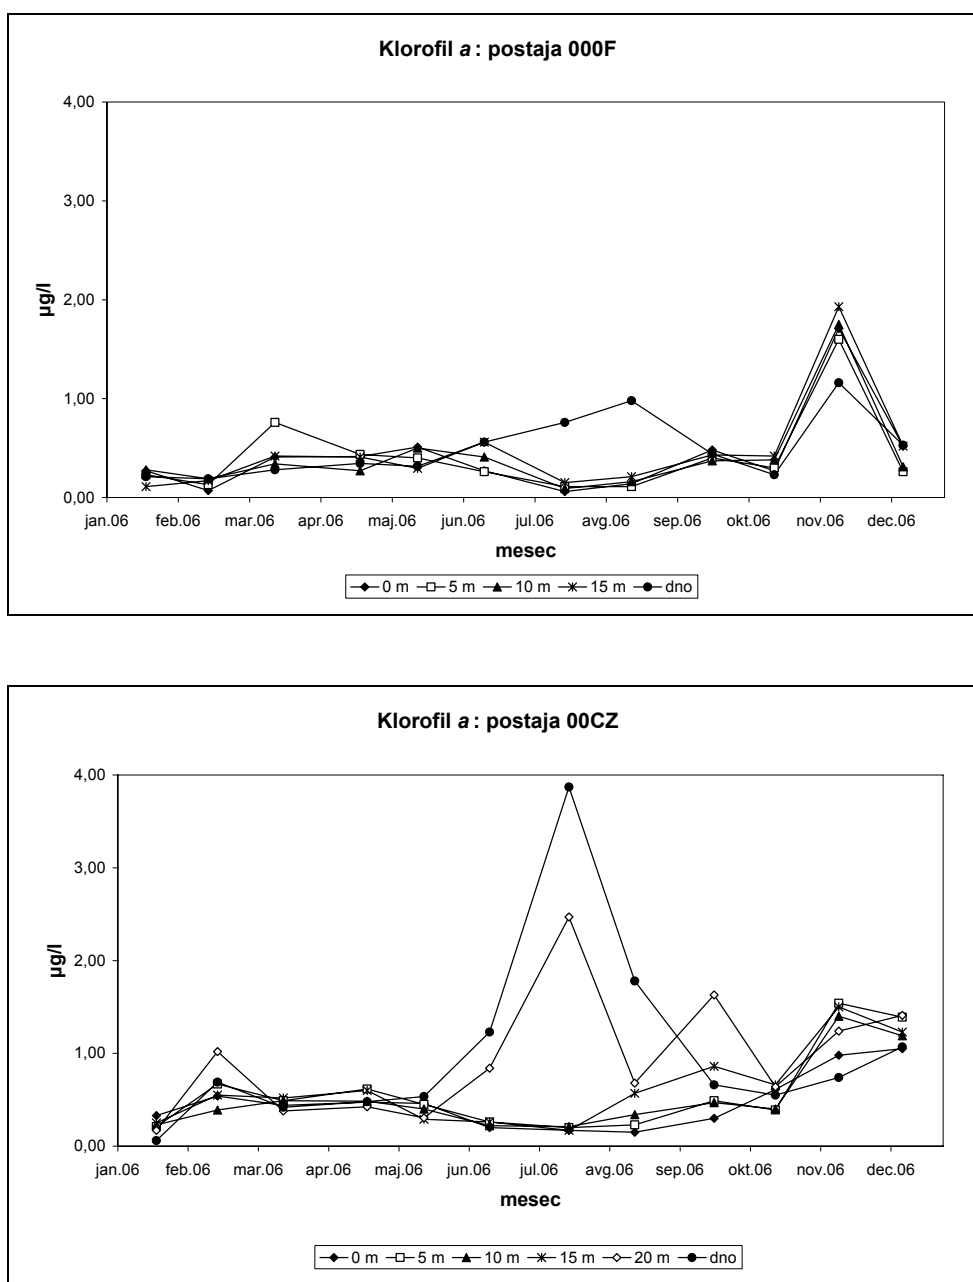 Klorofil a : postaja 000F
4,00
3,00
2,00
1,00
0,00
µg/l
jan.06 feb.06 mar.06 apr.06 maj.06 jun.06 jul.06 avg.06 sep.06 okt.06 nov.06 dec.06
mesec
0 m 5 m 10 m 15 m dno
Klorofil a : postaja 00CZ
4,00
3,00
2,00
1,00
0,00
µg/l
jan.06 feb.06 mar.06 apr.06 maj.06 jun.06 jul.06 avg.06 sep.06 okt.06 nov.06 dec.06
mesec
0 m 5 m 10 m 15 m 20 m dno